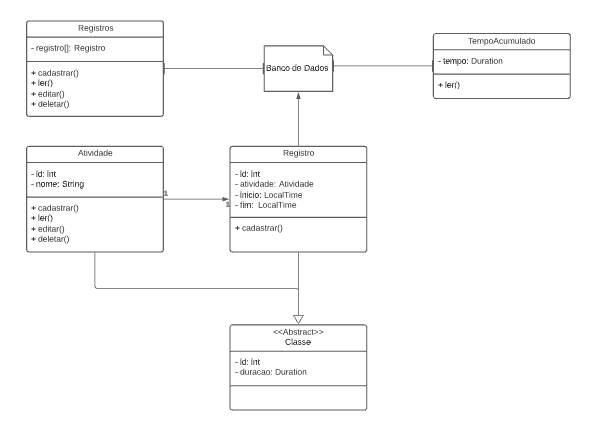 Registros
- registro[]: Registro
+ cadastrar()
+ ler()
+ editar()
+ deletar()
Banco de Dados
TempoAcumulado
- tempo: Duration
+ ler()
Atividade
- id: Int
- nome: String
+ cadastrar()
+ ler()
+ editar()
+ deletar()
1
1
Registro
- id: Int
- atividade: Atividade
- inicio: LocalTime
- fim: LocalTime
+ cadastrar()
<<Abstract>>
Classe
- id: Int
- duracao: Duration